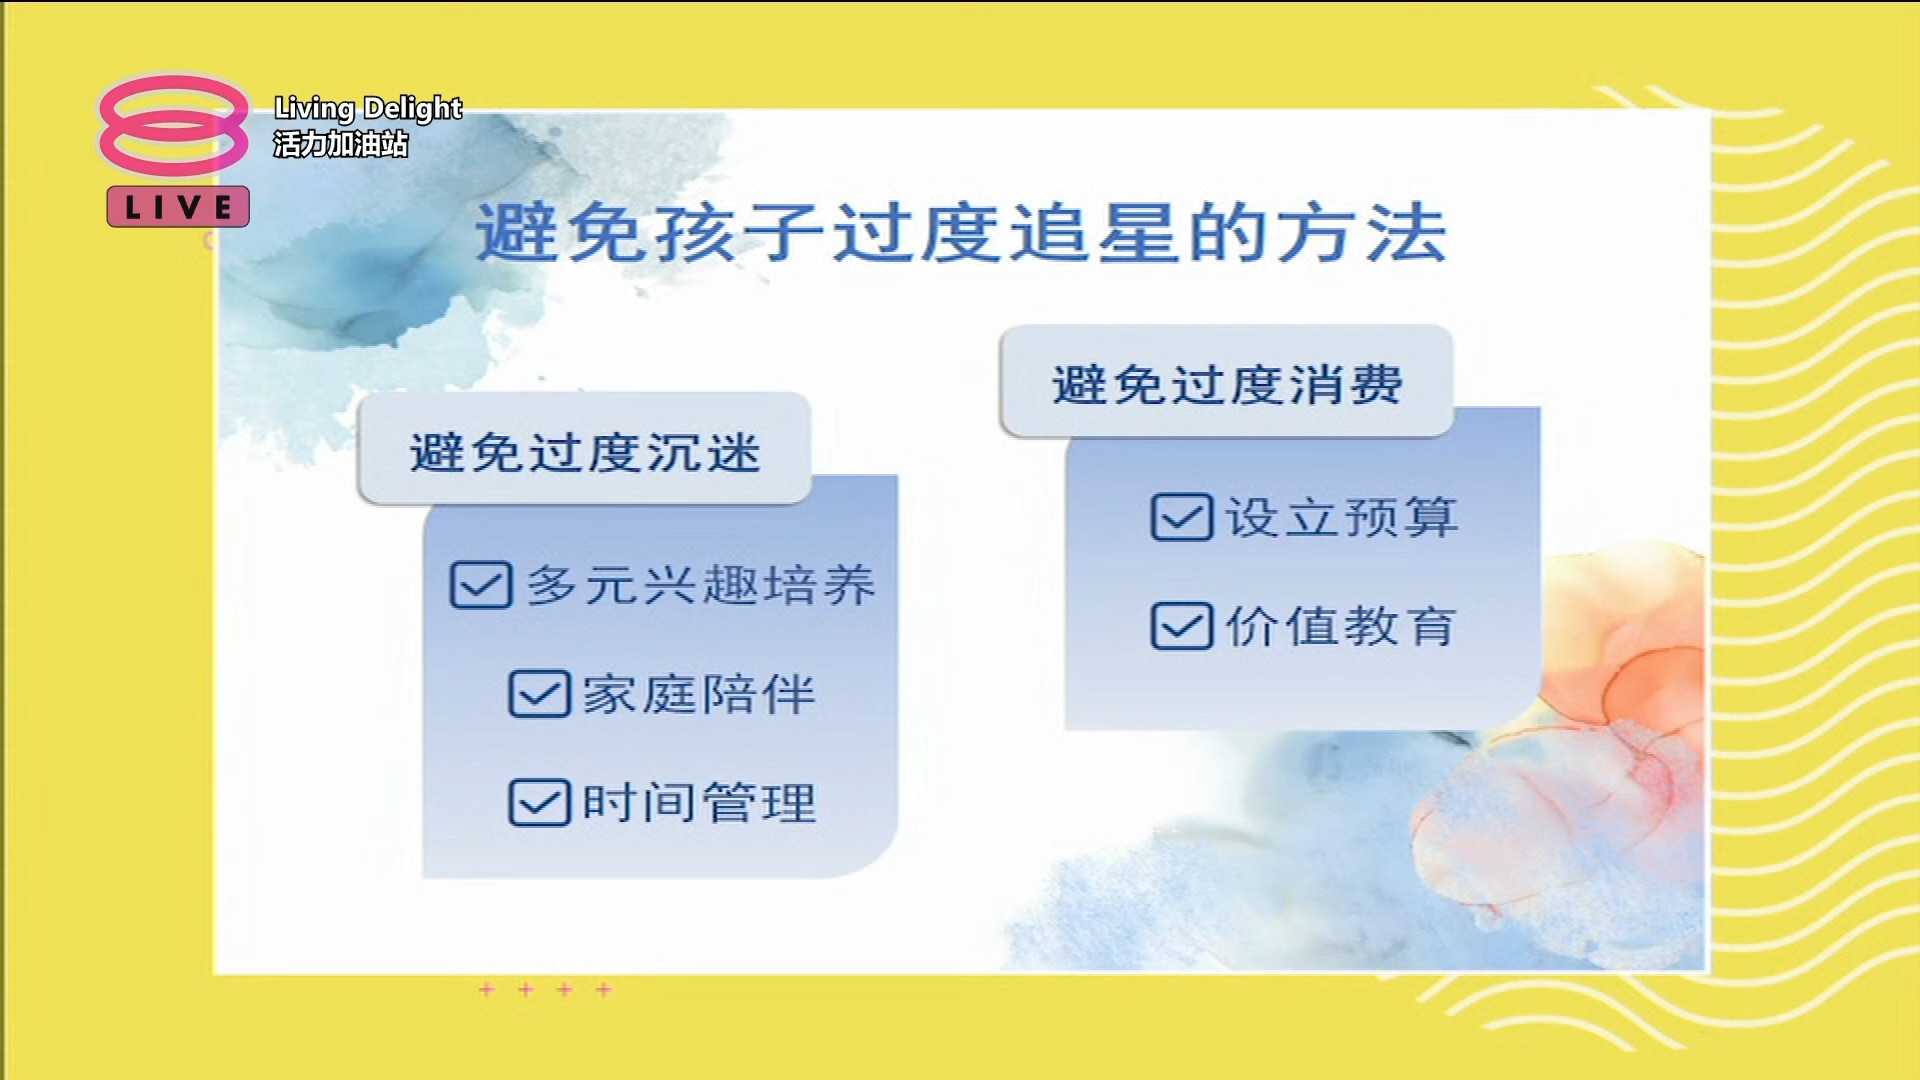 Living Delight
活力加油站
LIVE
避免孩子过度追星的方法
避免过度沉迷
多元兴趣培养
家庭陪伴
时间管理
避免过度消费
设立预算
价值教育